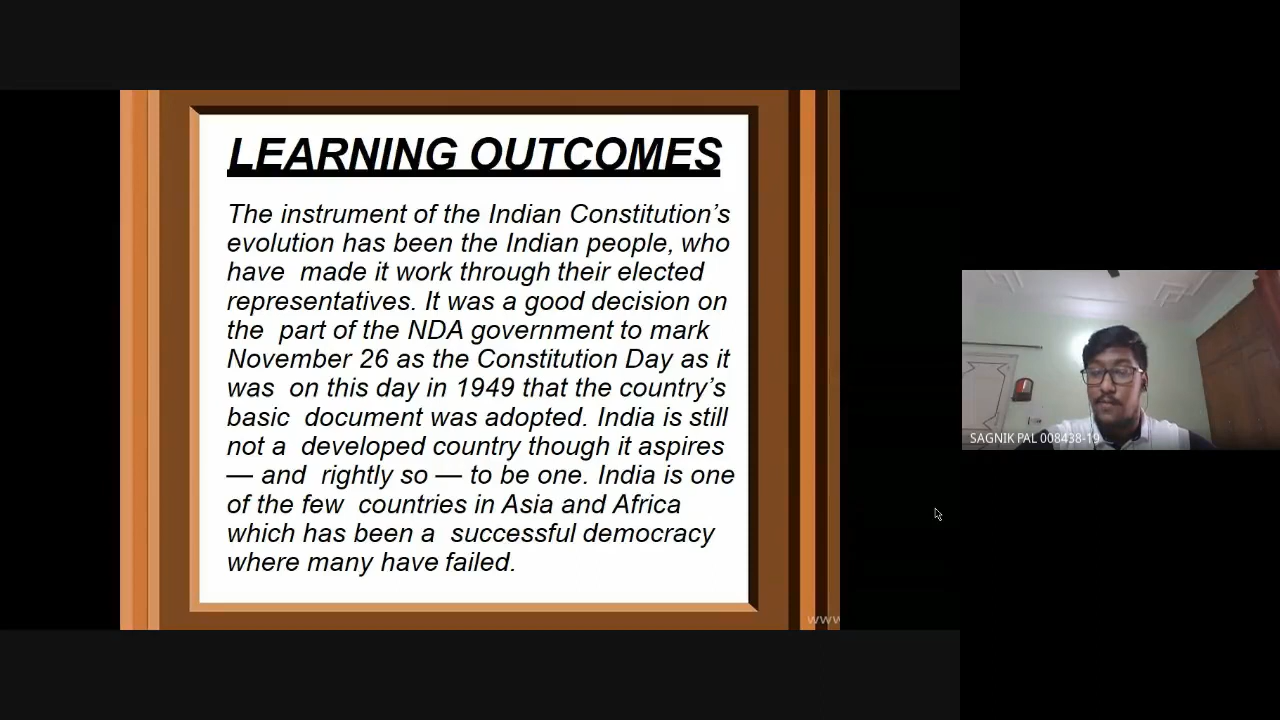 LEARNING OUTCOMES
The instrument of the Indian Constitution's
evolution has been the Indian people, who
have made it work through their elected
representatives. It was a good decision on
the part of the NDA government to mark
November 26 as the Constitution Day as it
was on this day in 1949 that the country's
basic document was adopted. India is still
not a developed country though it aspires
— and rightly so — to be one. India is one
of the few countries in Asia and Africa
which has been a successful democracy
where many have failed.
www
SAGNIK PAL 008438-19